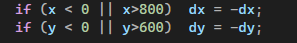 if (x < 0 || x>800)  dx = -dx;
if (y < 0 || y>600)  dy = -dy;